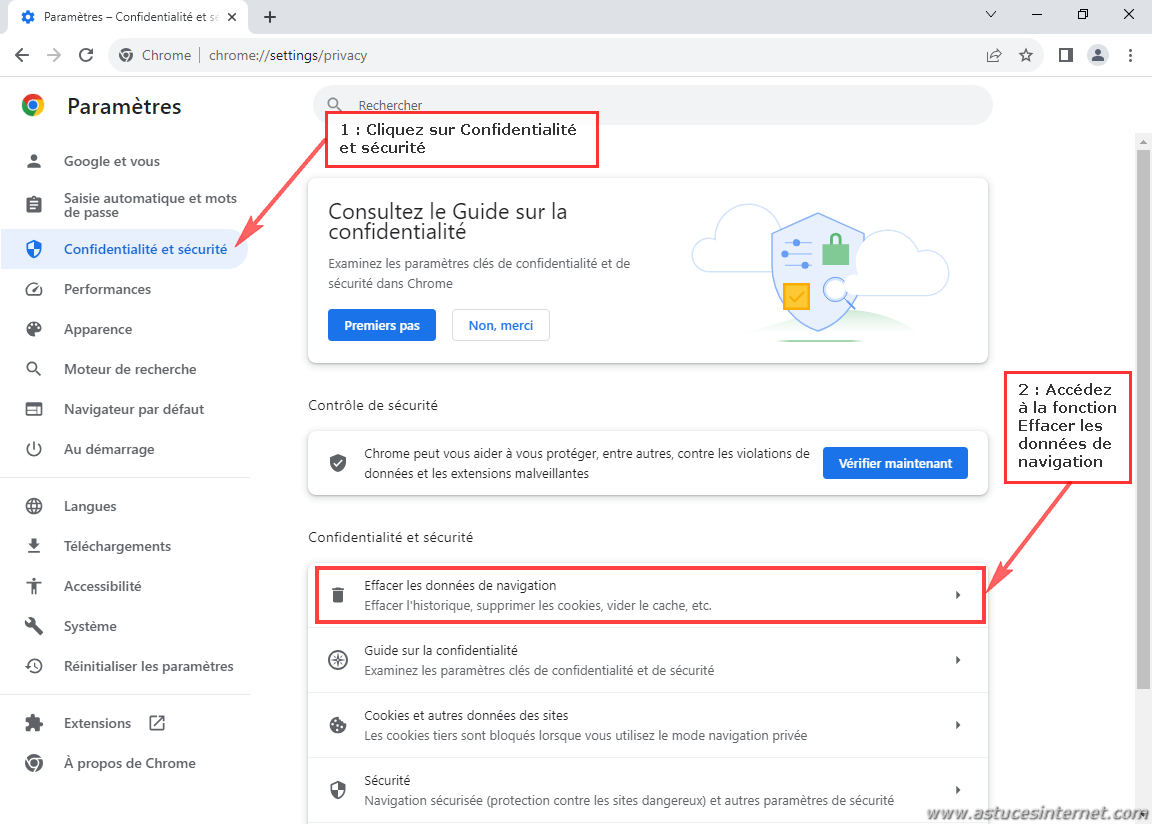 Paramètres – Confidentialité et sé
Chrome
chrome://settings/privacy
Paramètres
Rechercher
1 : Cliquez sur Confidentialité
et sécurité
Google et vous
Saisie automatique et mots
de passe
Confidentialité et sécurité
Performances
Apparence
Moteur de recherche
Navigateur par défaut
Au démarrage
Langues
Téléchargements
Accessibilité
Système
Réinitialiser les paramètres
Extensions
À propos de Chrome
Consultez le Guide sur la
confidentialité
Examinez les paramètres clés de confidentialité et de
sécurité dans Chrome
Premiers pas
Non, merci
Contrôle de sécurité
Chrome peut vous aider à vous protéger, entre autres, contre les violations de
données et les extensions malveillantes
Vérifier maintenant
2 : Accédez
à la fonction
Effacer les
données de
navigation
Confidentialité et sécurité
Effacer les données de navigation
Effacer l'historique, supprimer les cookies, vider le cache, etc.
Guide sur la confidentialité
Examinez les paramètres clés de confidentialité et de sécurité
Cookies et autres données des sites
Les cookies tiers sont bloqués lorsque vous utilisez le mode navigation privée
Sécurité
Navigation sécurisée (protection contre les sites dangereux) et autres paramètres de sécurité
www.astucesinternet.com